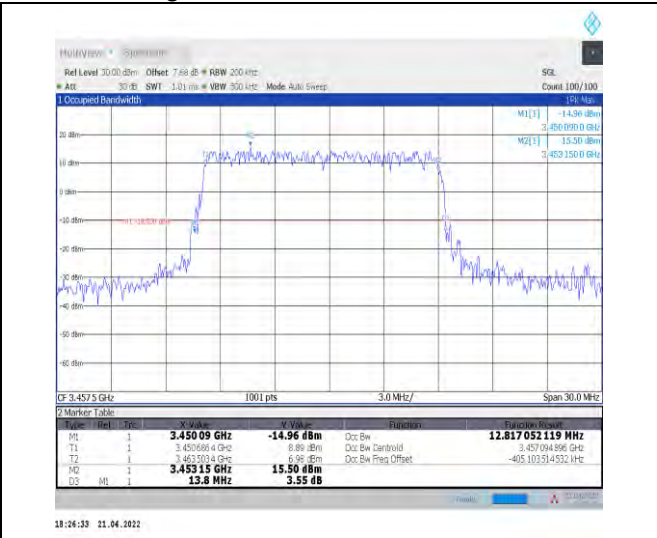 MultiView Spectrum
Ref Level 30.00 dBm Offset 7.68 dB RBW 200 kHz SGL
Att 30 dB SWT 1.01 ms VBW 500 kHz Mode Auto Sweep Count 100/100
1 Occupied Bandwidth 1Pk Max
M1[1] -14.96 dBm
3.450 090 0 GHz
M2[1] 15.50 dBm
3.453 150 0 GHz
20 dBm
10 dBm
0 dBm
-10 dBm
-20 dBm
-30 dBm
-40 dBm
-50 dBm
-60 dBm
CF 3.457 5 GHz 1001 pts 3.0 MHz/ Span 30.0 MHz
2 Marker Table
Type Ref Trc X Value Y Value Function Function Result
M1 1 3.450 09 GHz -14.96 dBm Occ Bw 12.817 052 119 MHz
T1 1 3.450 686 4 GHz 8.89 dBm Occ Bw Centroid 3.457 094 896 GHz
T2 1 3.463 503 4 GHz 6.96 dBm Occ Bw Freq Offset -405.103 514 532 kHz
M2 1 3.453 15 GHz 15.50 dBm
D3 M1 1 13.8 MHz 3.55 dB
18:26:33 21.04.2022